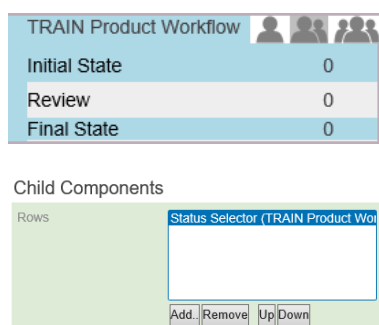 TRAIN Product Workflow
Initial State 0
Review 0
Final State 0
Child Components
Rows
Status Selector (TRAIN Product Wor
Add.. Remove Up Down